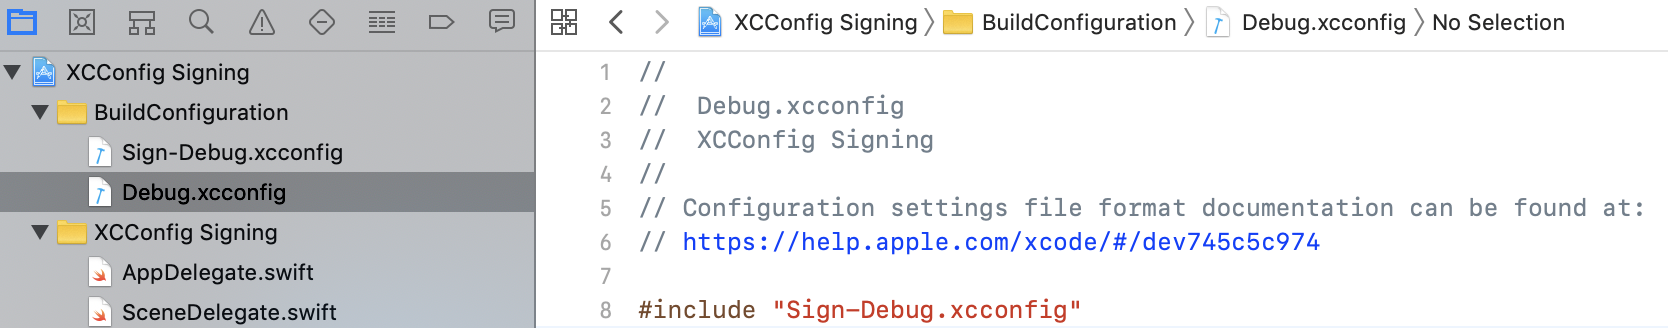 XCConfig Signing
BuildConfiguration
Sign-Debug.xcconfig
Debug.xcconfig
XCConfig Signing
AppDelegate.swift
SceneDelegate.swift
XCConfig Signing BuildConfiguration Debug.xcconfig No Selection
1 //
2 // Debug.xcconfig
3 // XCConfig Signing
4 //
5 // Configuration settings file format documentation can be found at:
6 // https://help.apple.com/xcode/#/dev745c5c974
7
8 #include "Sign-Debug.xcconfig"